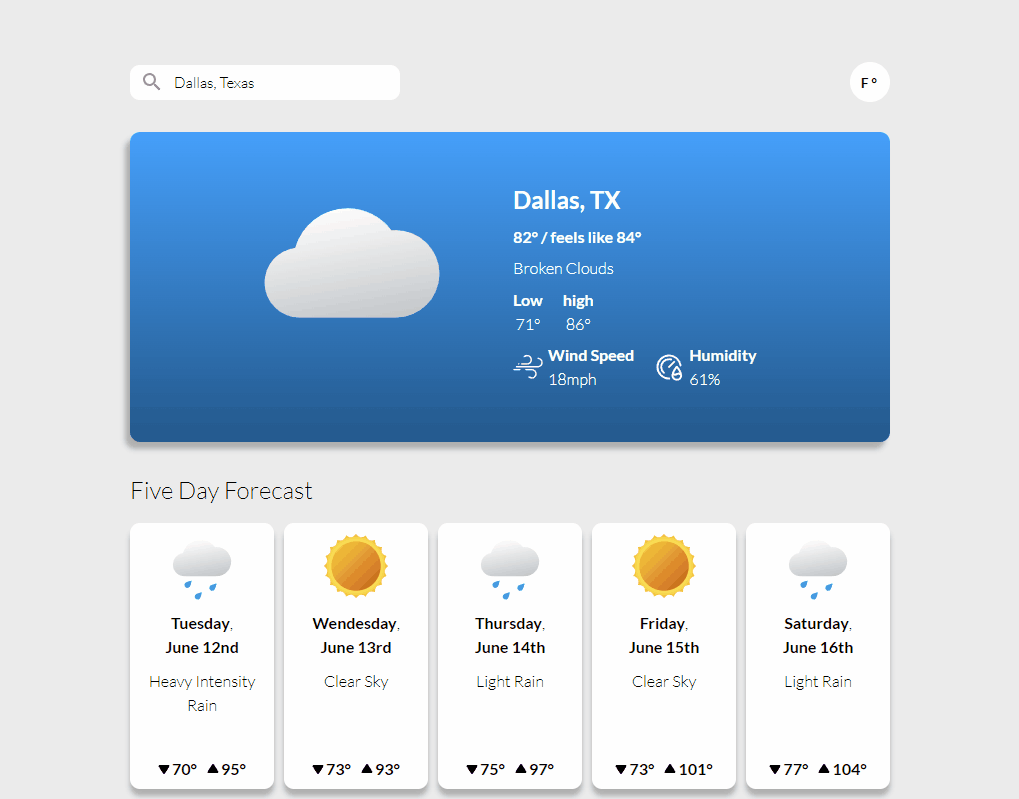 Dallas, Texas
F °
Dallas, TX
82° / feels like 84°
Broken Clouds
Low high
71° 86°
Wind Speed Humidity
18mph 61%
Five Day Forecast
Tuesday,
June 12nd
Heavy Intensity
Rain
70° 95°
Wendesday,
June 13rd
Clear Sky
73° 93°
Thursday,
June 14th
Light Rain
75° 97°
Friday,
June 15th
Clear Sky
73° 101°
Saturday,
June 16th
Light Rain
77° 104°